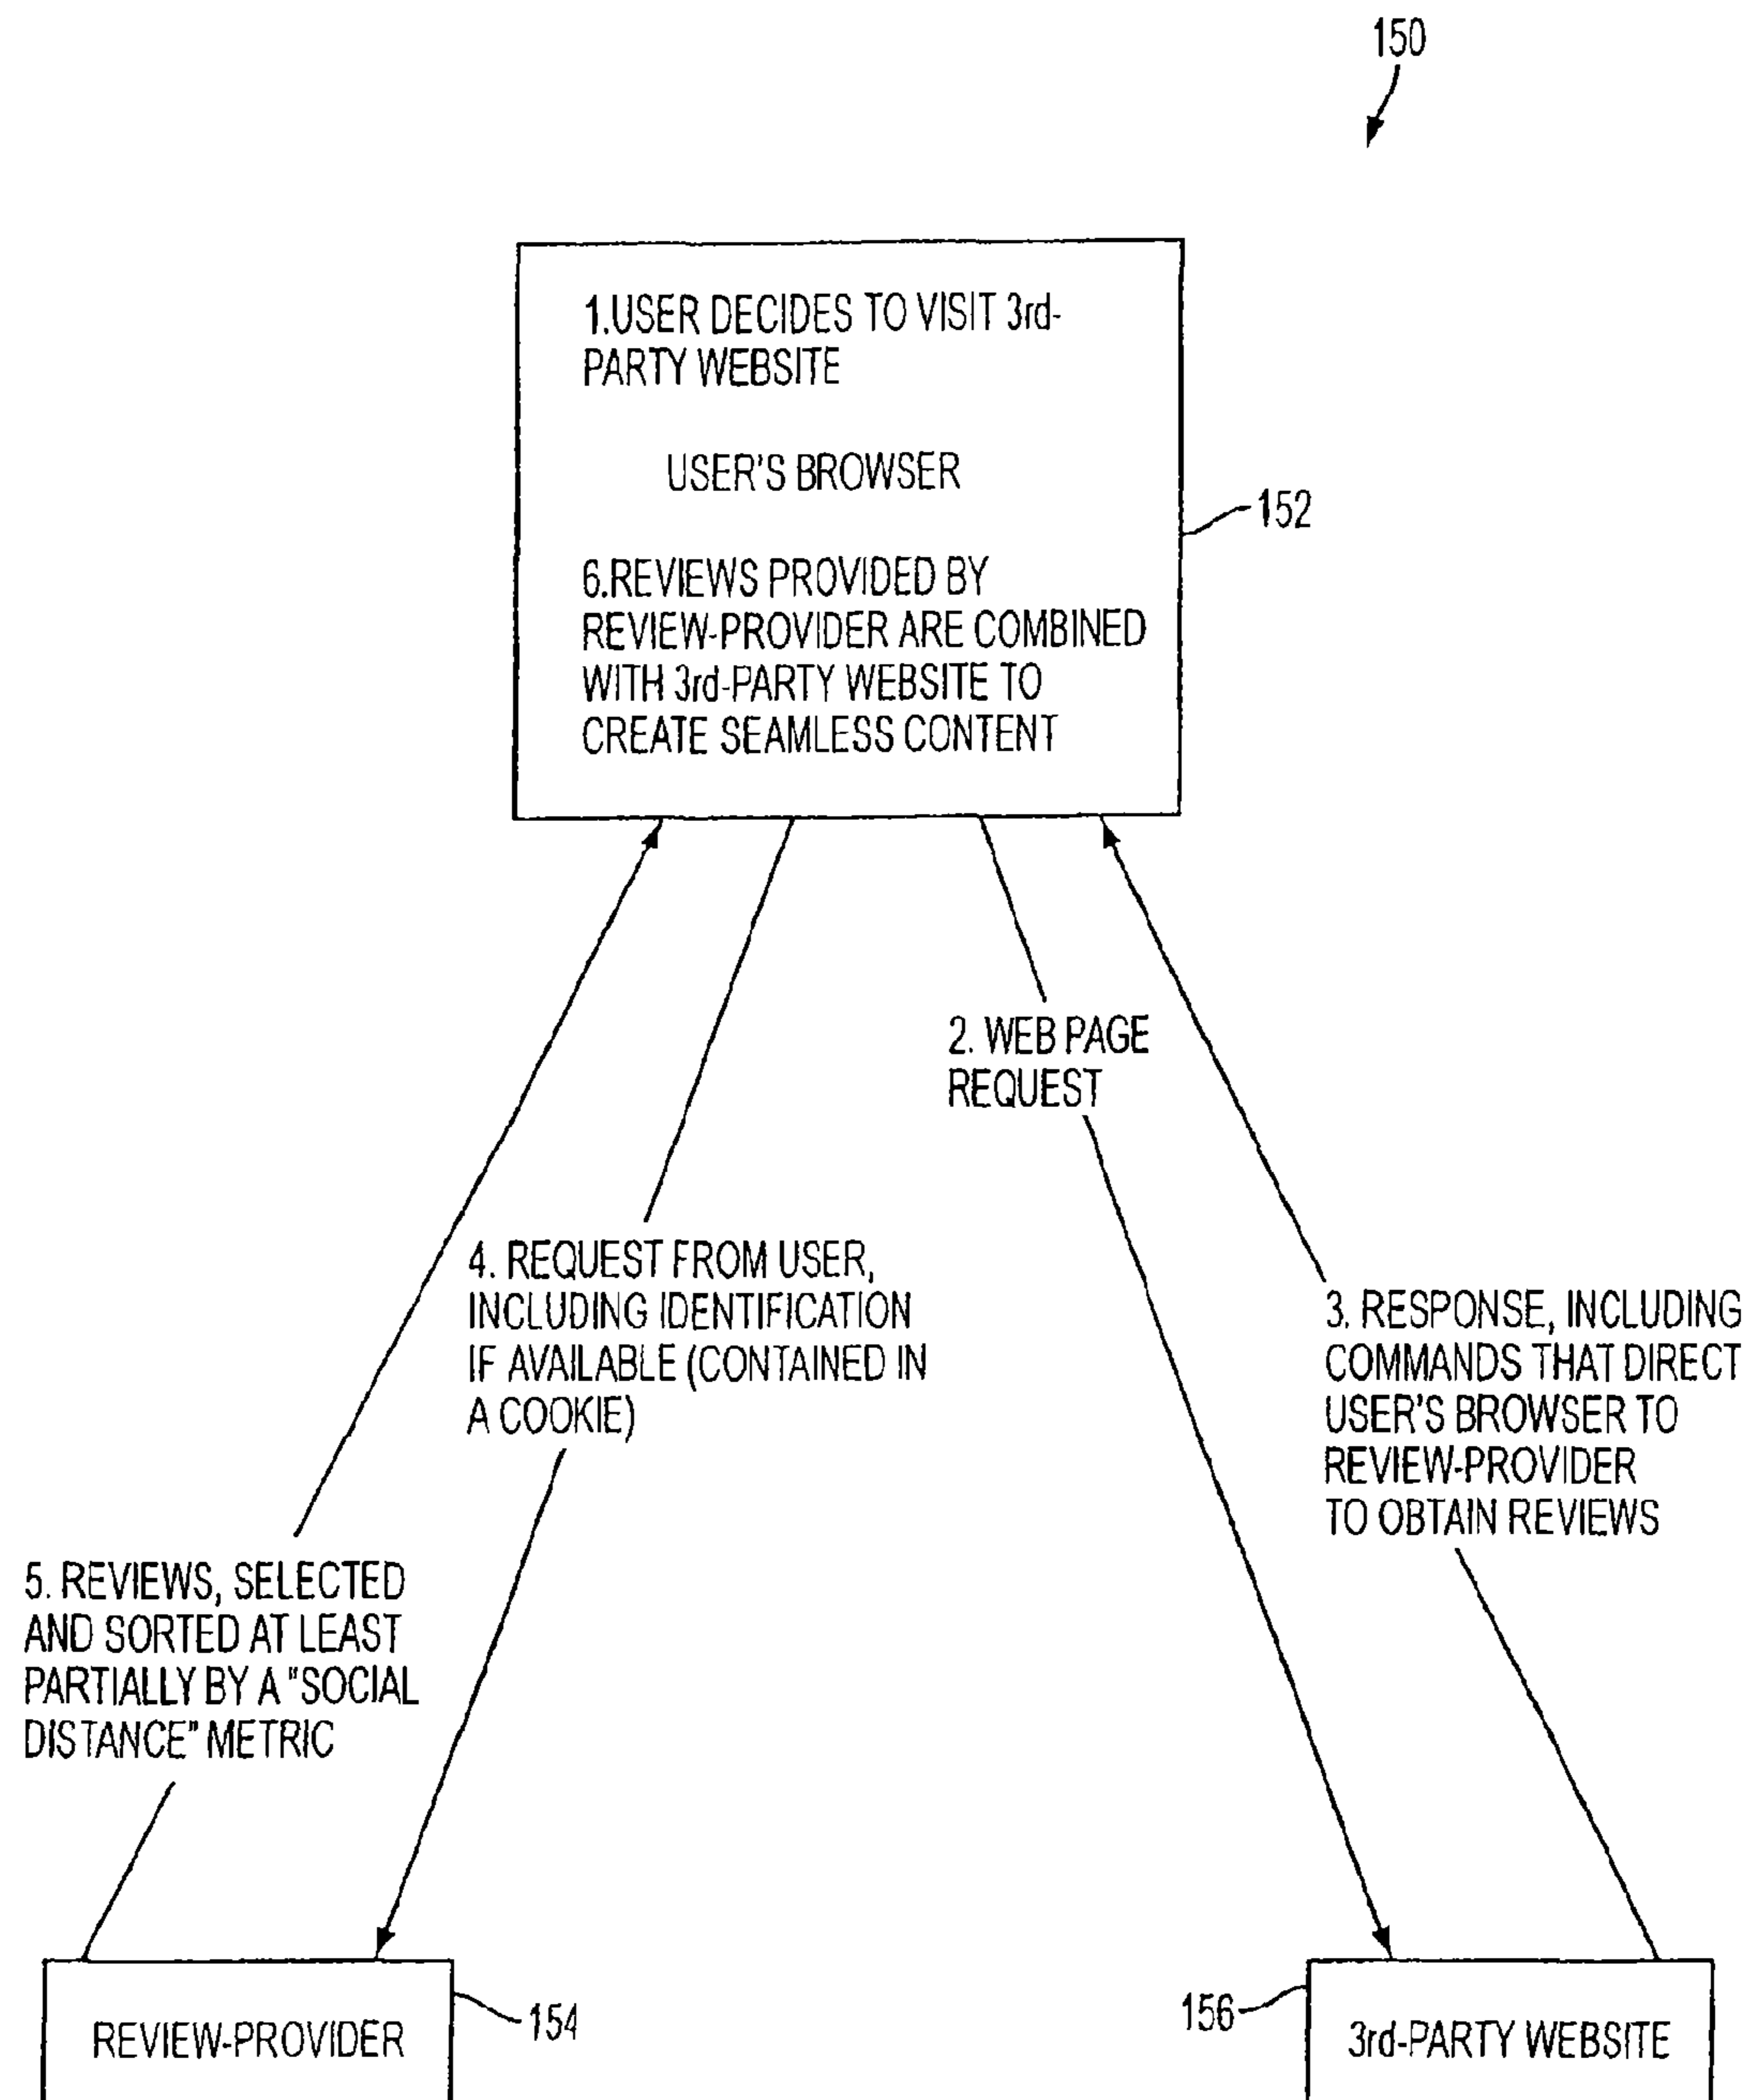 150
1.USER DECIDES TO VISIT 3rd-
PARTY WEBSITE
USER'S BROWSER
152
6.REVIEWS PROVIDED BY
REVIEW-PROVIDER ARE COMBINED
WITH 3rd-PARTY WEBSITE TO
CREATE SEAMLESS CONTENT
2. WEB PAGE
REQUEST
4. REQUEST FROM USER,
INCLUDING IDENTIFICATION
IF AVAILABLE (CONTAINED IN
A COOKIE)
3. RESPONSE, INCLUDING
COMMANDS THAT DIRECT
USER'S BROWSER TO
REVIEW-PROVIDER
TO OBTAIN REVIEWS
5. REVIEWS, SELECTED
AND SORTED AT LEAST
PARTIALLY BY A "SOCIAL
DISTANCE" METRIC
REVIEW-PROVIDER
154
156
3rd-PARTY WEBSITE